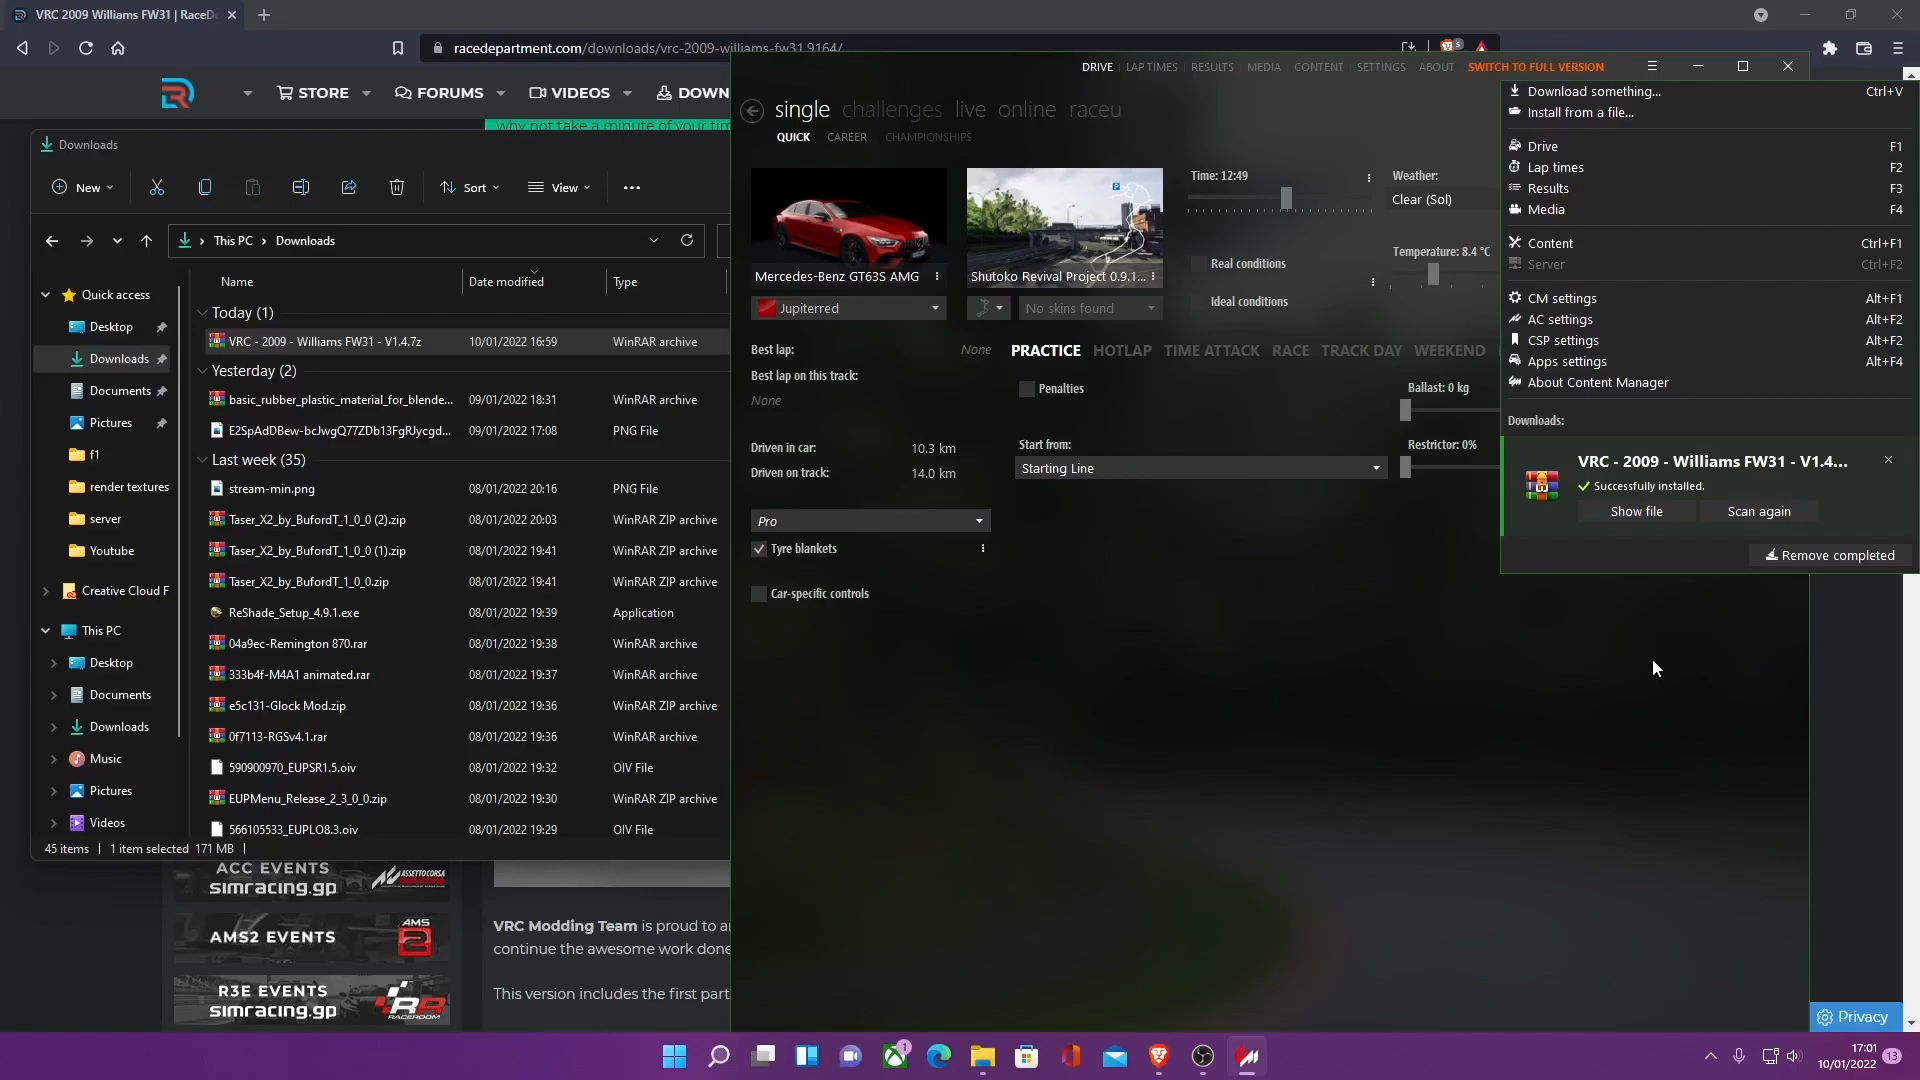 VRC 2009 Williams FW31 | RaceD
racedepartment.com/downloads/vrc-2009-williams-fw31.9164/
STORE
FORUMS
VIDEOS
DOWN
why not take a minute of your tim
Downloads
New
Sort
View
This PC > Downloads
Name
Date modified
Type
Quick access
Desktop
Downloads
Documents
Pictures
f1
render textures
server
Youtube
Creative Cloud F
This PC
Desktop
Documents
Downloads
Music
Pictures
Videos
Today (1)
VRC - 2009 - Williams FW31 - V1.4.7z 10/01/2022 16:59 WinRAR archive
Yesterday (2)
basic_rubber_plastic_material_for_blende... 09/01/2022 18:31 WinRAR archive
E2SpAdDBew-bcJwgQ77ZDb13FgRJycgd... 09/01/2022 17:08 PNG File
Last week (35)
stream-min.png 08/01/2022 20:16 PNG File
Taser_X2_by_BufordT_1_0_0 (2).zip 08/01/2022 20:03 WinRAR ZIP archive
Taser_X2_by_BufordT_1_0_0 (1).zip 08/01/2022 19:41 WinRAR ZIP archive
Taser_X2_by_BufordT_1_0_0.zip 08/01/2022 19:41 WinRAR ZIP archive
ReShade_Setup_4.9.1.exe 08/01/2022 19:39 Application
04a9ec-Remington 870.rar 08/01/2022 19:38 WinRAR archive
333b4f-M4A1 animated.rar 08/01/2022 19:37 WinRAR archive
e5c131-Glock Mod.zip 08/01/2022 19:36 WinRAR ZIP archive
0f7113-RGSv4.1.rar 08/01/2022 19:36 WinRAR archive
590900970_EUPSR1.5.oiv 08/01/2022 19:32 OIV File
EUPMenu_Release_2_3_0_0.zip 08/01/2022 19:30 WinRAR ZIP archive
566105533_EUPLO8.3.oiv 08/01/2022 19:29 OIV File
45 items | 1 item selected 171 MB |
ACC EVENTS
simracing.gp
ASSETTO CORSA
AMS2 EVENTS
AMS
2
R3E EVENTS
simracing.gp
RACEROOM
VRC Modding Team is proud to a
continue the awesome work done
This version includes the first part
DRIVE | LAP TIMES | RESULTS | MEDIA | CONTENT | SETTINGS | ABOUT SWITCH TO FULL VERSION
single challenges live online raceu
QUICK CAREER CHAMPIONSHIPS
Mercedes-Benz GT63S AMG
Jupiterred
Shutoko Revival Project 0.9.1...
No skins found
Time: 12:49
Weather:
Clear (Sol)
Temperature: 8.4 °C
Real conditions
Ideal conditions
Best lap: None
Best lap on this track:
None
Driven in car: 10.3 km
Driven on track: 14.0 km
Pro
Tyre blankets
Car-specific controls
PRACTICE HOTLAP TIME ATTACK RACE TRACK DAY WEEKEND
Penalties
Start from:
Starting Line
Ballast: 0 kg
Restrictor: 0%
Download something... Ctrl+V
Install from a file...
Drive F1
Lap times F2
Results F3
Media F4
Content Ctrl+F1
Server Ctrl+F2
CM settings Alt+F1
AC settings Alt+F2
CSP settings Alt+F2
Apps settings Alt+F4
About Content Manager
Downloads:
VRC - 2009 - Williams FW31 - V1.4...
Successfully installed.
Show file
Scan again
Remove completed
Privacy
17:01
10/01/2022
13